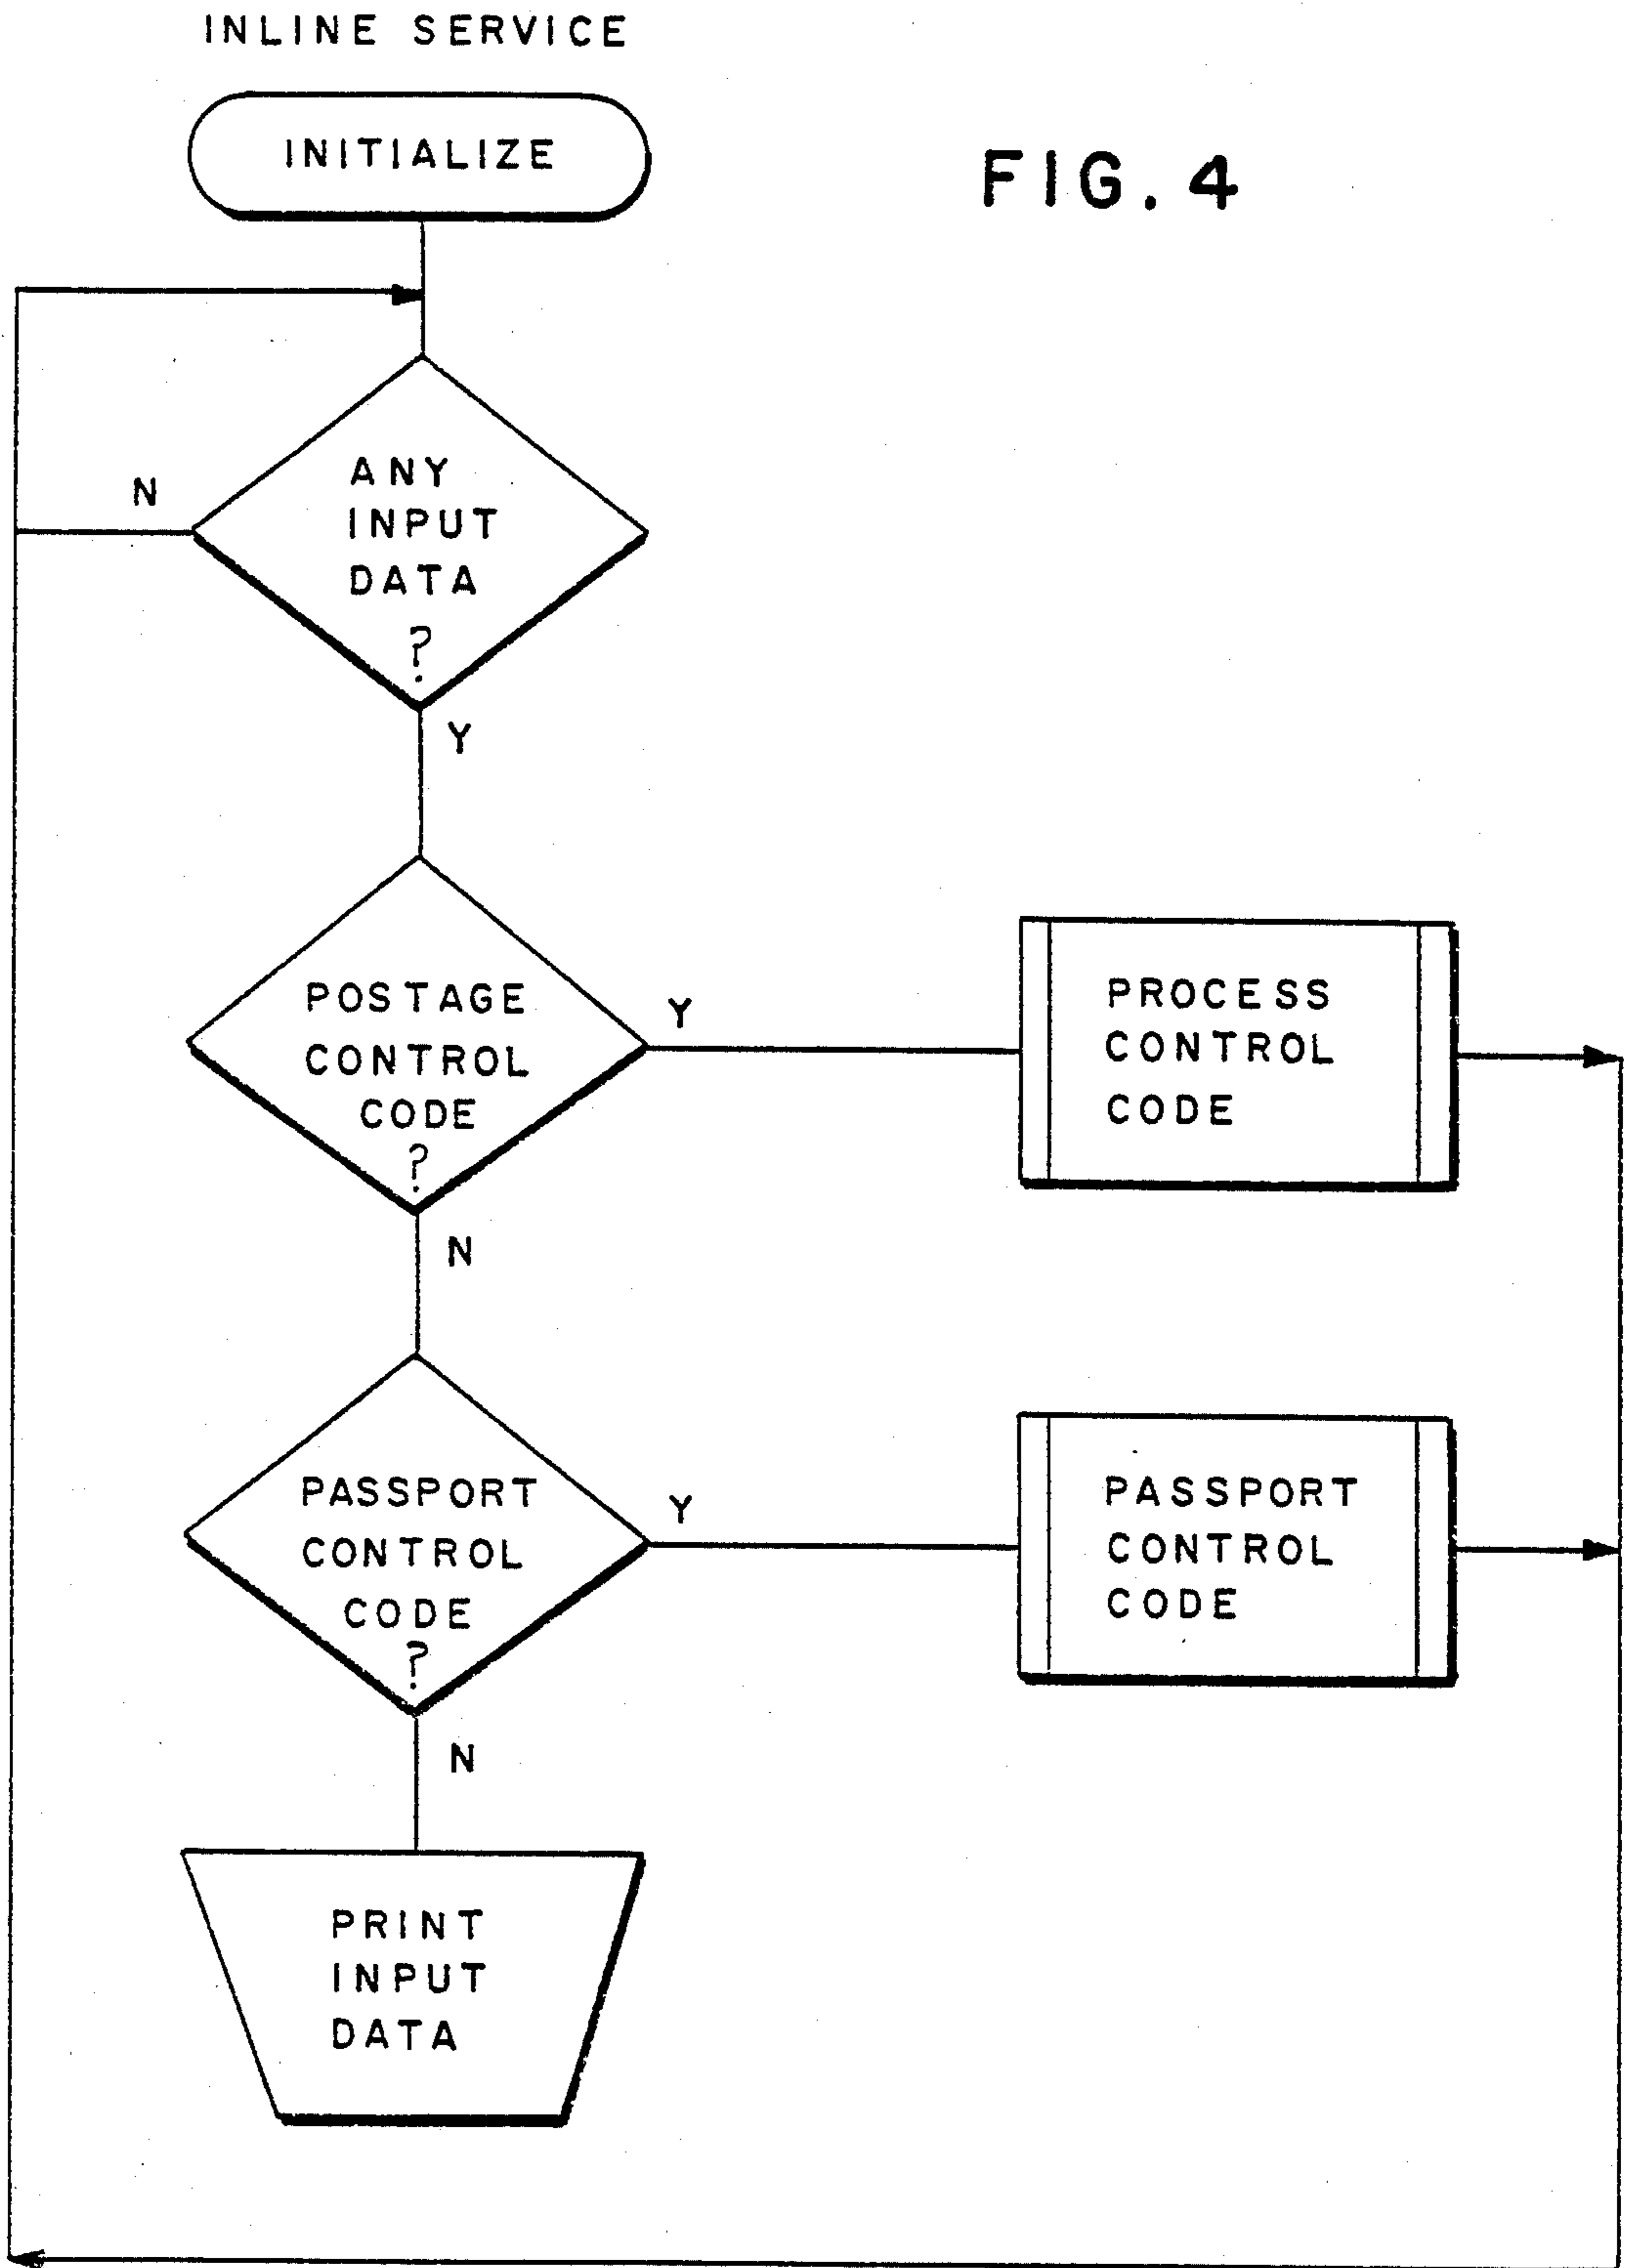 INLINE SERVICE
INITIALIZE
FIG. 4
ANY
INPUT
DATA
?
N
Y
POSTAGE
CONTROL
CODE
?
Y
N
PROCESS
CONTROL
CODE
PASSPORT
CONTROL
CODE
?
Y
N
PASSPORT
CONTROL
CODE
PRINT
INPUT
DATA